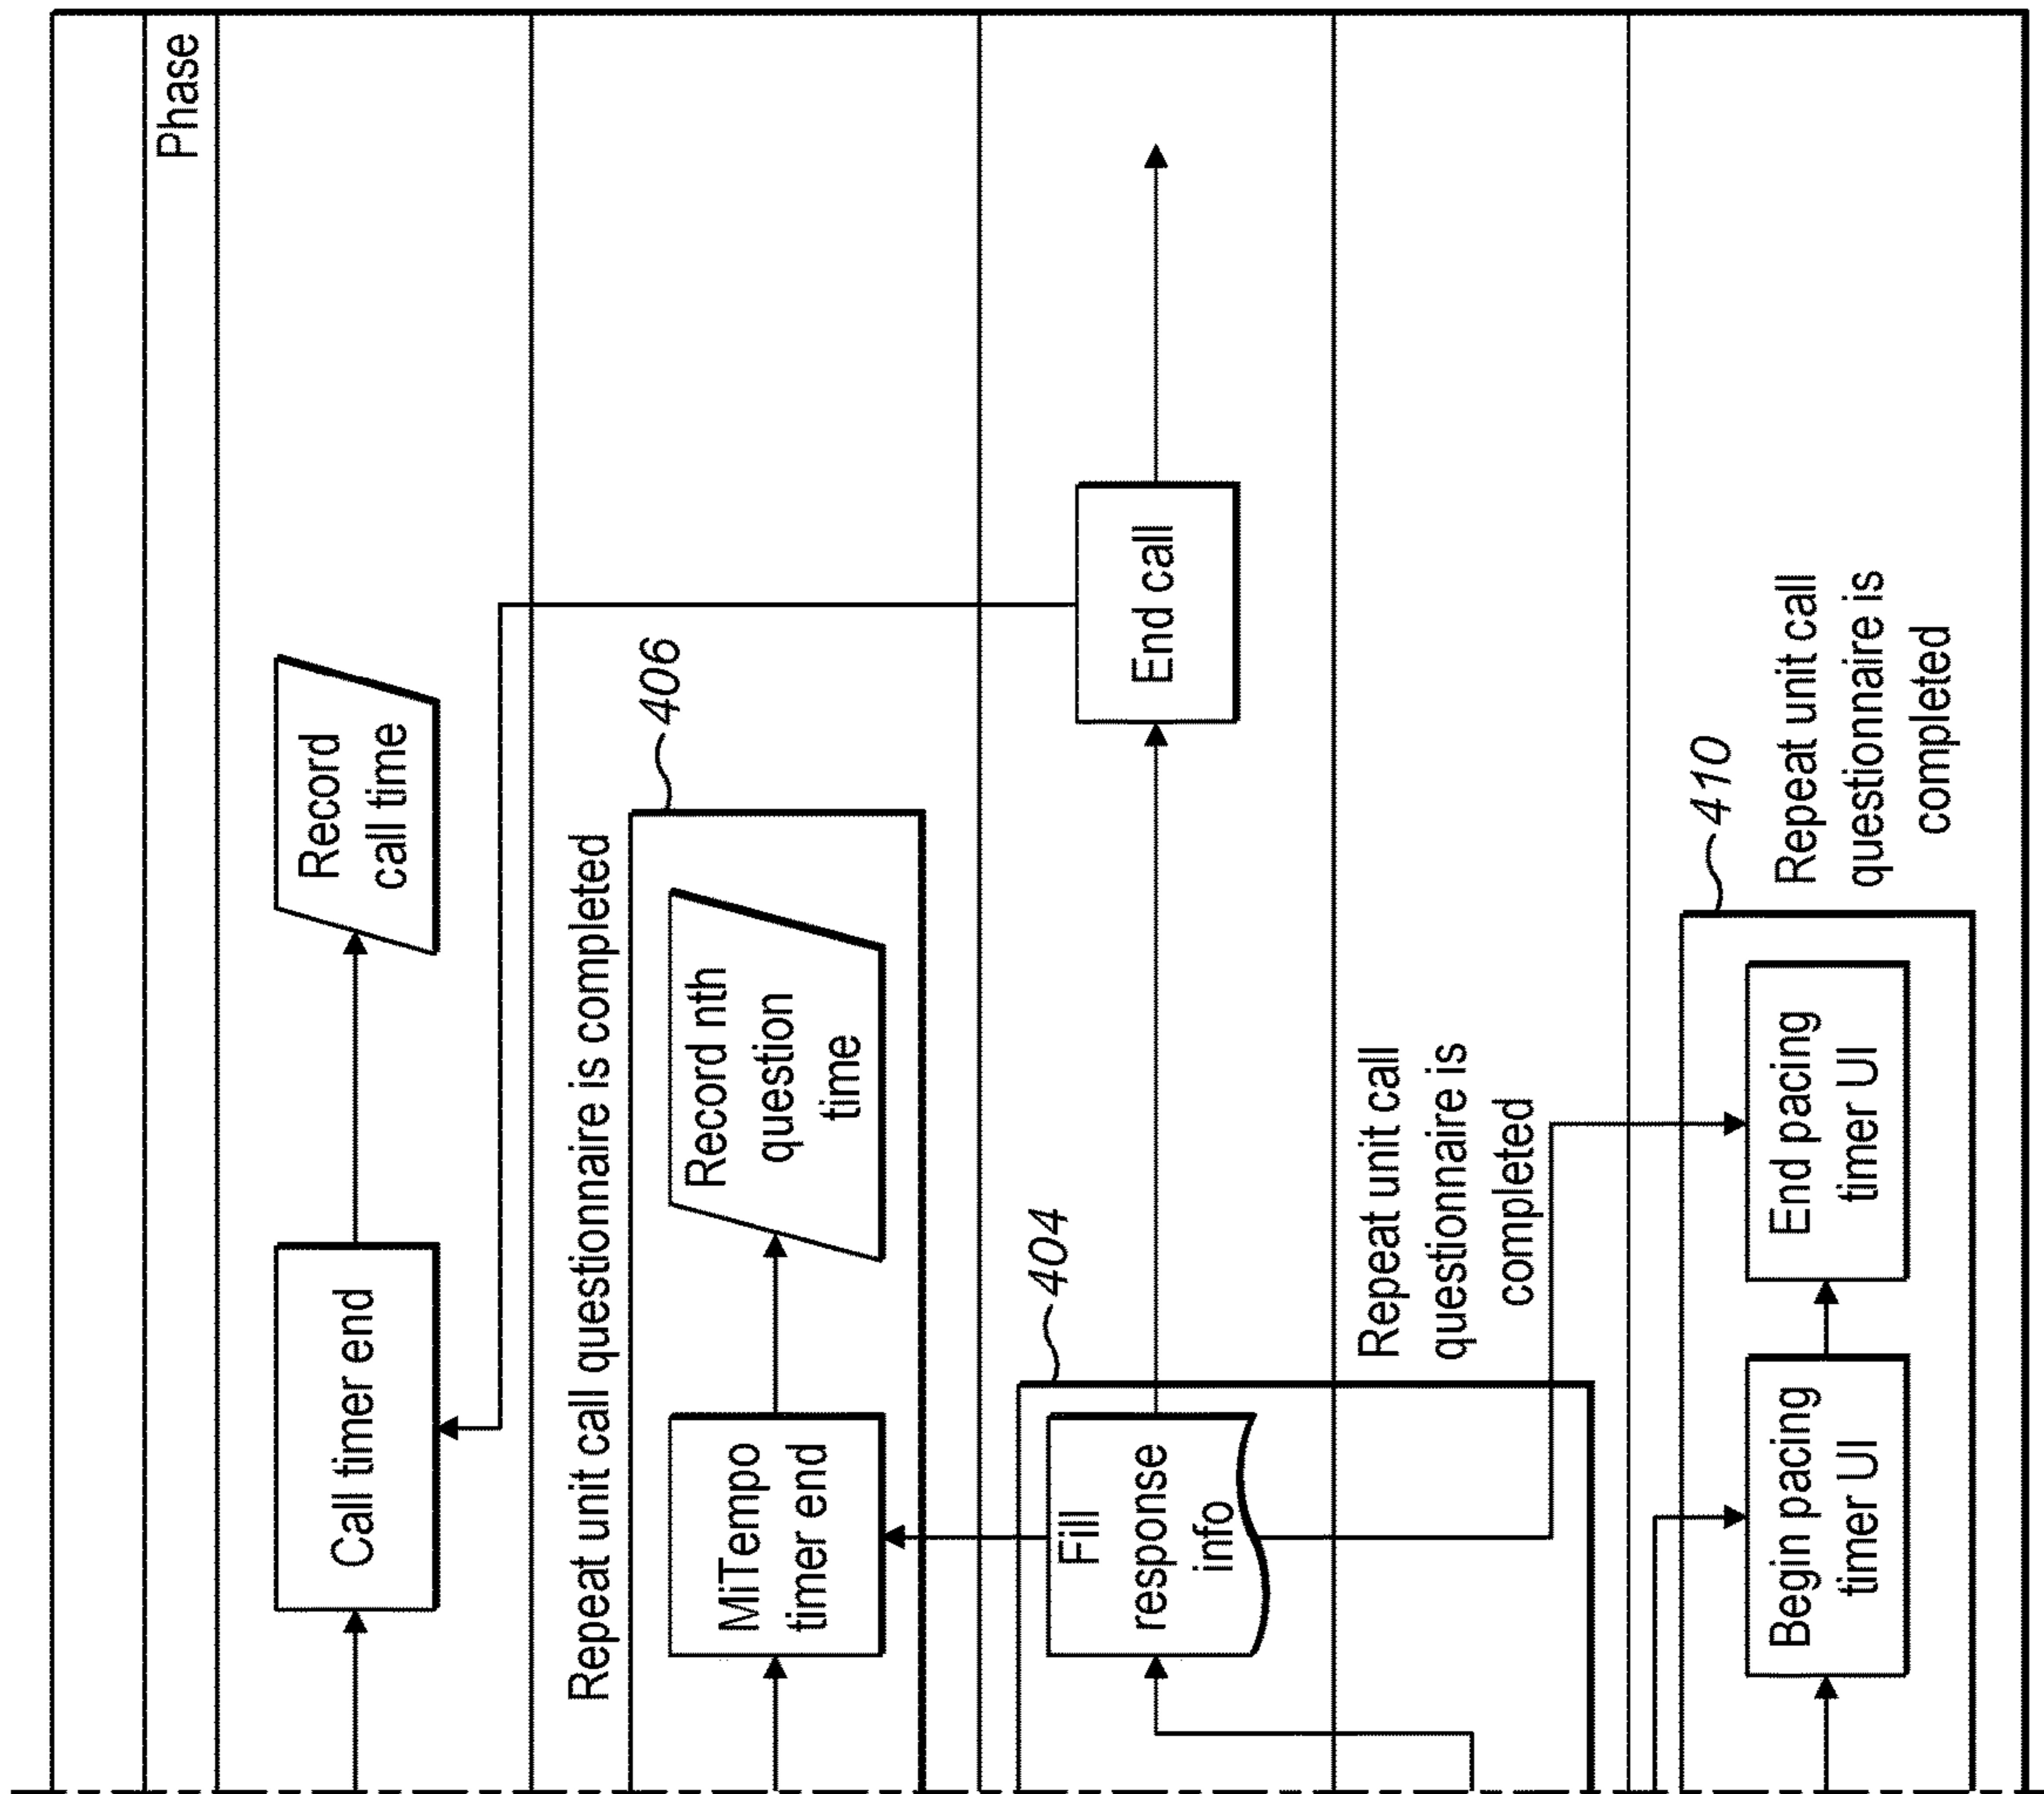 Phase
Call timer end
Record
call time
Repeat unit call questionnaire is completed
406
MiTempo
timer end
Record nth
question
time
404
Fill
response
info
End call
Repeat unit call
questionnaire is
completed
410
Begin pacing
timer UI
End pacing
timer UI
Repeat unit call
questionnaire is
completed